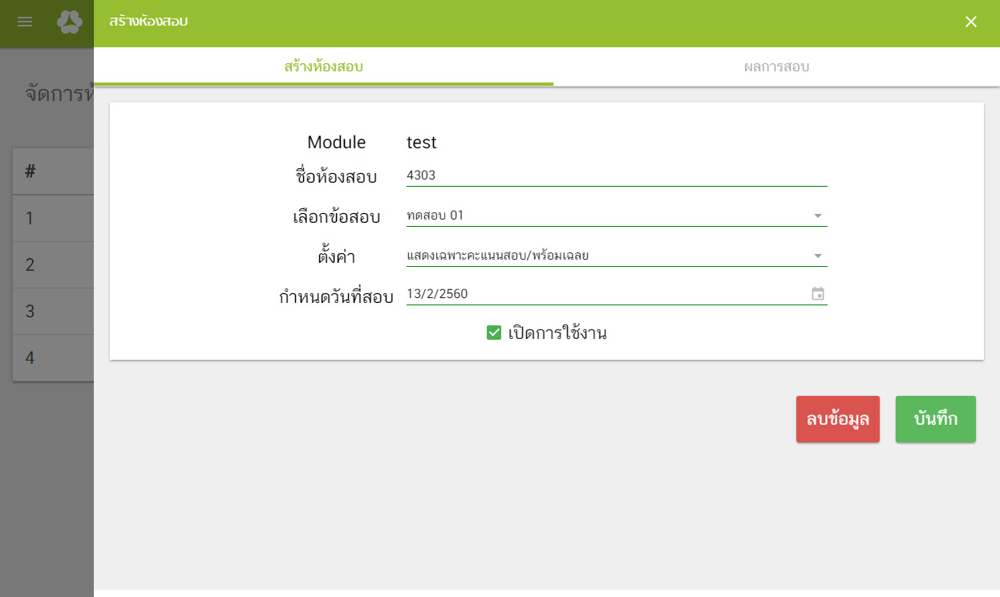 สร้างห้องสอบ
สร้างห้องสอบ ผลการสอบ
จัดการห้
#
1
2
3
4
Module test
ชื่อห้องสอบ 4303
เลือกข้อสอบ ทดสอบ 01
ตั้งค่า แสดงเฉพาะคะแนนสอบ/พร้อมเฉลย
กำหนดวันที่สอบ 13/2/2560
เปิดการใช้งาน
ลบข้อมูล บันทึก